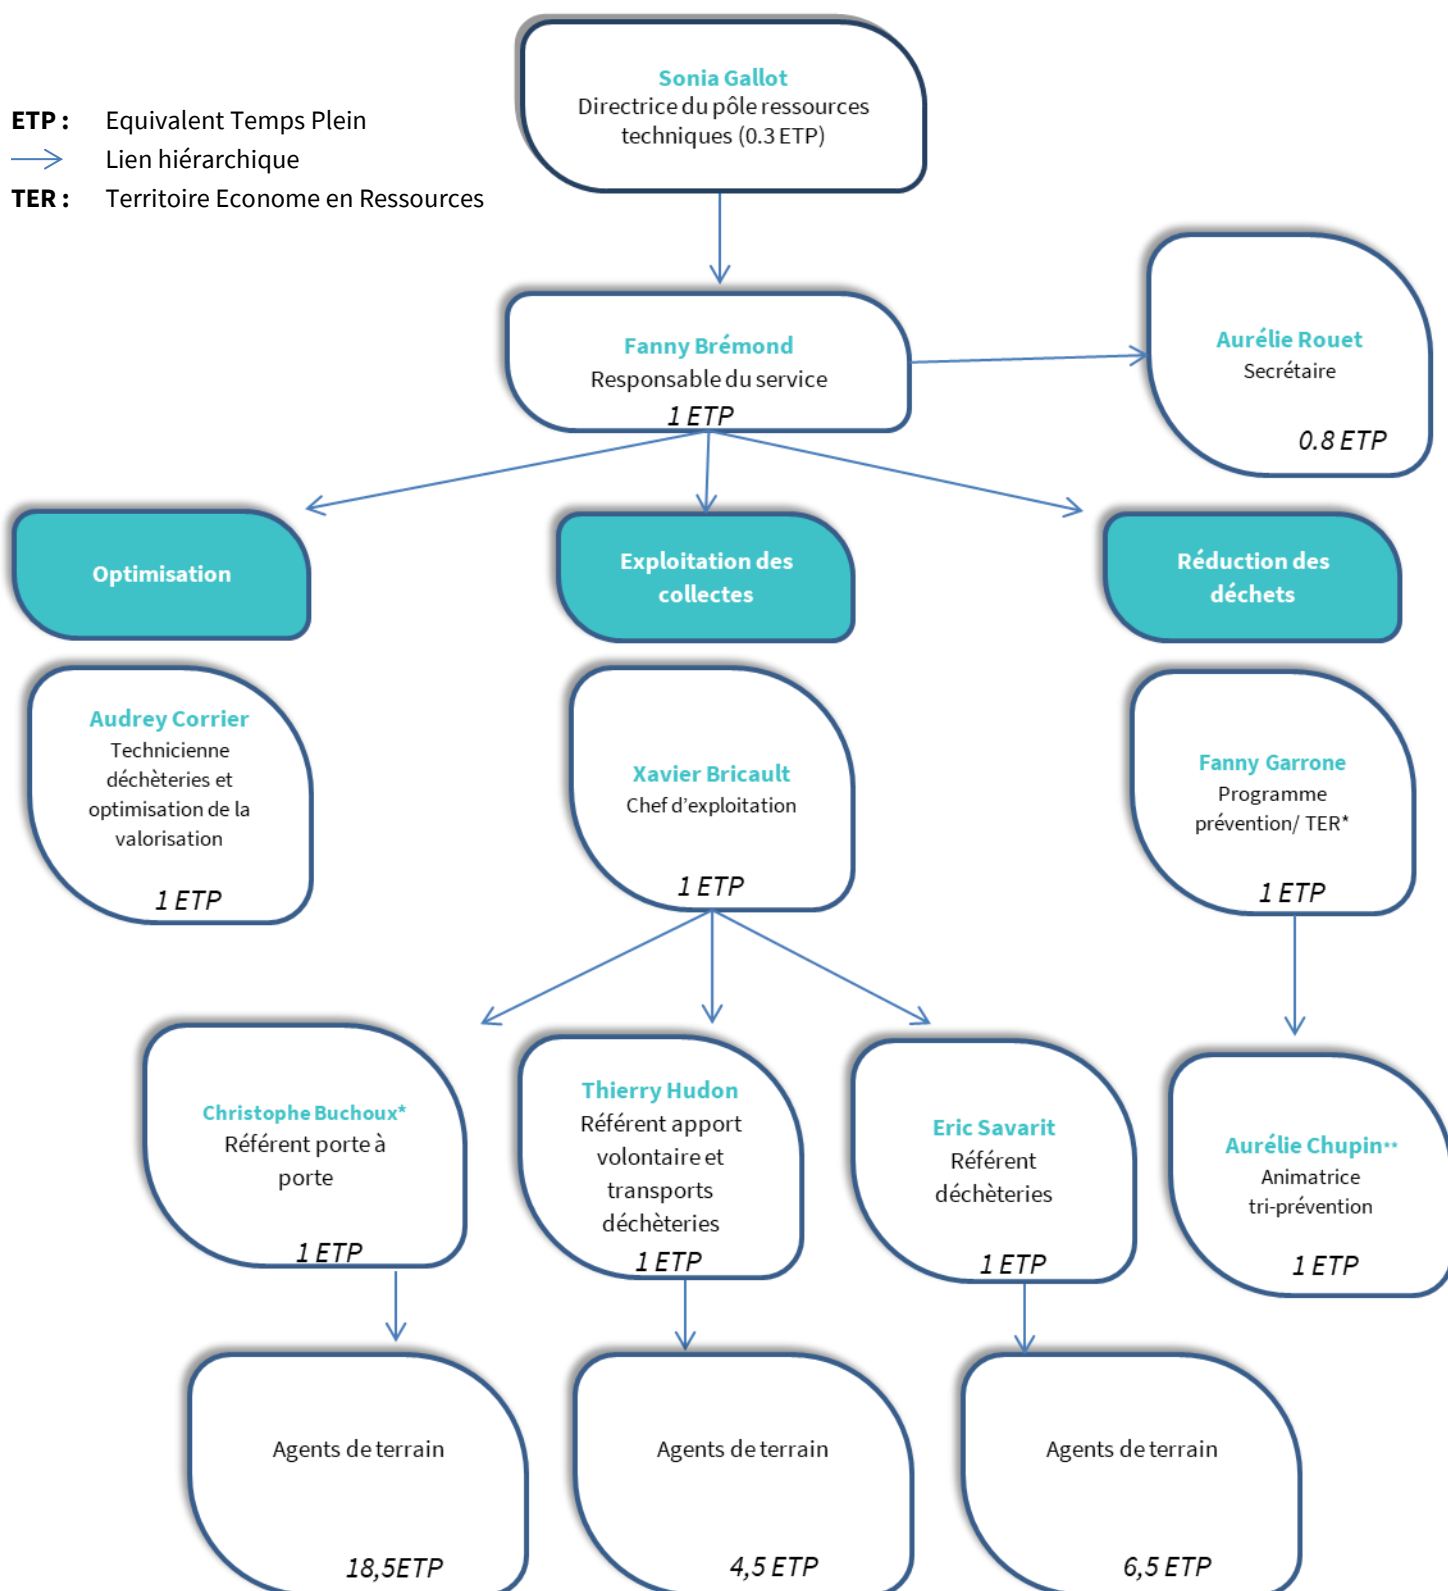 Sonia Gallot
Directrice du pôle ressources
techniques (0.3 ETP)
ETP : Equivalent Temps Plein
Lien hiérarchique
TER : Territoire Econome en Ressources
Fanny Brémond
Responsable du service
1 ETP
Aurélie Rouet
Secrétaire
0.8 ETP
Optimisation
Exploitation des
collectes
Réduction des
déchets
Audrey Corrier
Technicienne
déchèteries et
optimisation de la
valorisation
1 ETP
Xavier Bricault
Chef d’exploitation
1 ETP
Fanny Garrone
Programme
prévention/ TER*
1 ETP
Christophe Buchoux*
Référent porte à
porte
1 ETP
Thierry Hudon
Référent apport
volontaire et
transports
déchèteries
1 ETP
Eric Savarit
Référent
déchèteries
1 ETP
Aurélie Chupin**
Animatrice
tri-prévention
1 ETP
Agents de terrain
18,5ETP
Agents de terrain
4,5 ETP
Agents de terrain
6,5 ETP